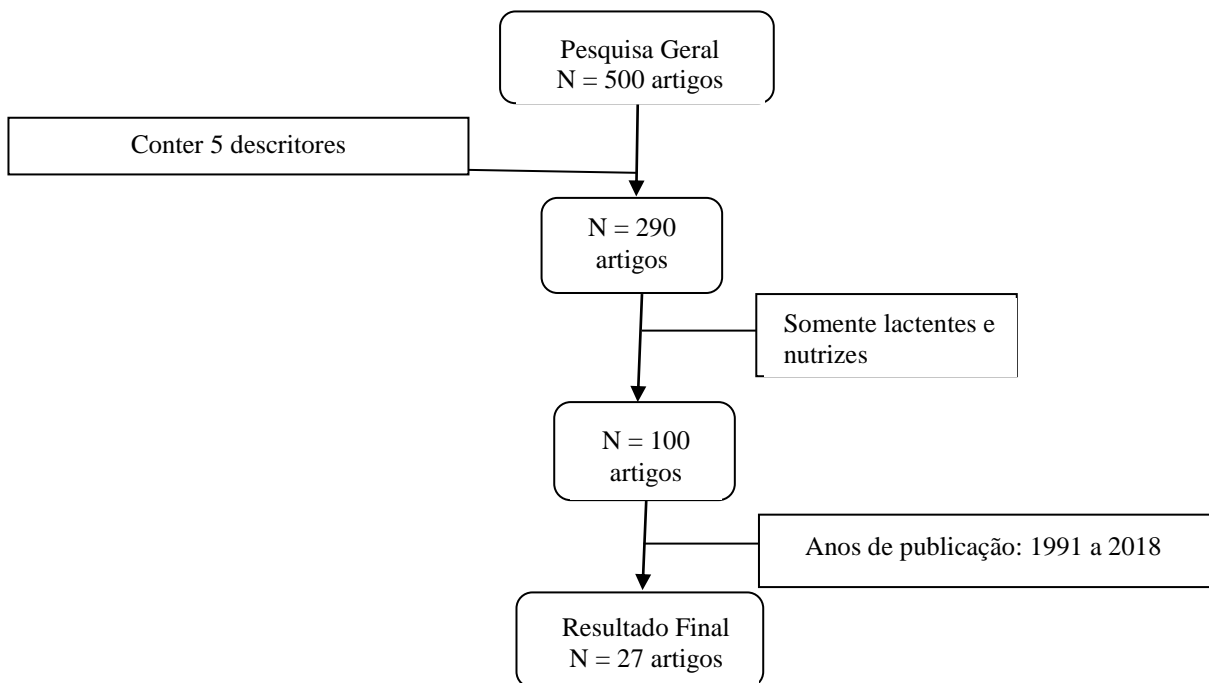 Pesquisa Geral
N = 500 artigos
Conter 5 descritores
N = 290
artigos
Somente lactentes e
nutrizes
N = 100
artigos
Anos de publicação: 1991 a 2018
Resultado Final
N = 27 artigos